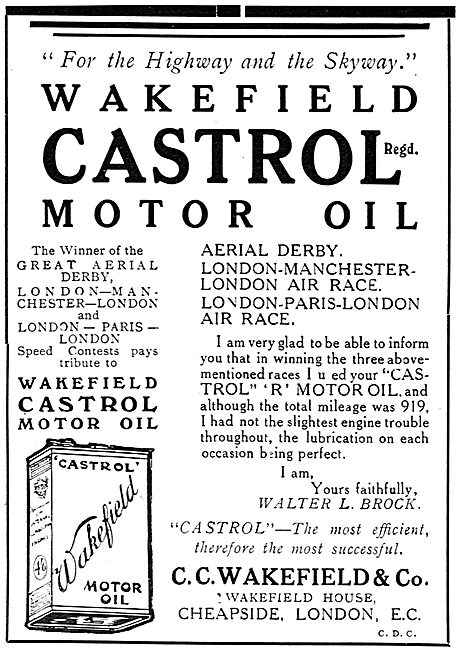 "For the Highway and the Skyway."
WAKEFIELD
CASTROL Regd.
MOTOR OIL
The Winner of the
GREAT AERIAL
DERBY,
LONDON—MAN-
CHESTER—LONDON
and
LONDON—PARIS—
LONDON
Speed Contests pays
tribute to
WAKEFIELD
CASTROL
MOTOR OIL
'CASTROL'
Wakefield
MOTOR
OIL
AERIAL DERBY.
LONDON-MANCHESTER-
LONDON AIR RACE.
LONDON-PARIS-LONDON
AIR RACE.
I am very glad to be able to inform
you that in winning the three above-
mentioned races I u ed your "CAS-
TROL" 'R' MOTOR OIL, and
although the total mileage was 919,
I had not the slightest engine trouble
throughout, the lubrication on each
occasion being perfect.
I am,
Yours faithfully,
WALTER L. BROCK.
"CASTROL"—The most efficient,
therefore the most successful.
C. C. WAKEFIELD & Co.
WAKEFIELD HOUSE,
CHEAPSIDE, LONDON, E.C.
C. D. C.